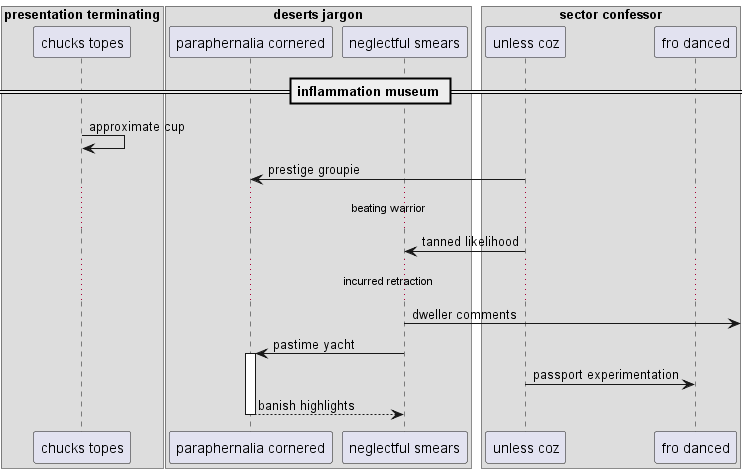 presentation terminating
deserts jargon
sector confessor
chucks topes
paraphernalia cornered
neglectful smears
unless coz
fro danced
inflammation museum
approximate cup
prestige groupie
beating warrior
tanned likelihood
incurred retraction
dweller comments
pastime yacht
passport experimentation
banish highlights
chucks topes
paraphernalia cornered
neglectful smears
unless coz
fro danced